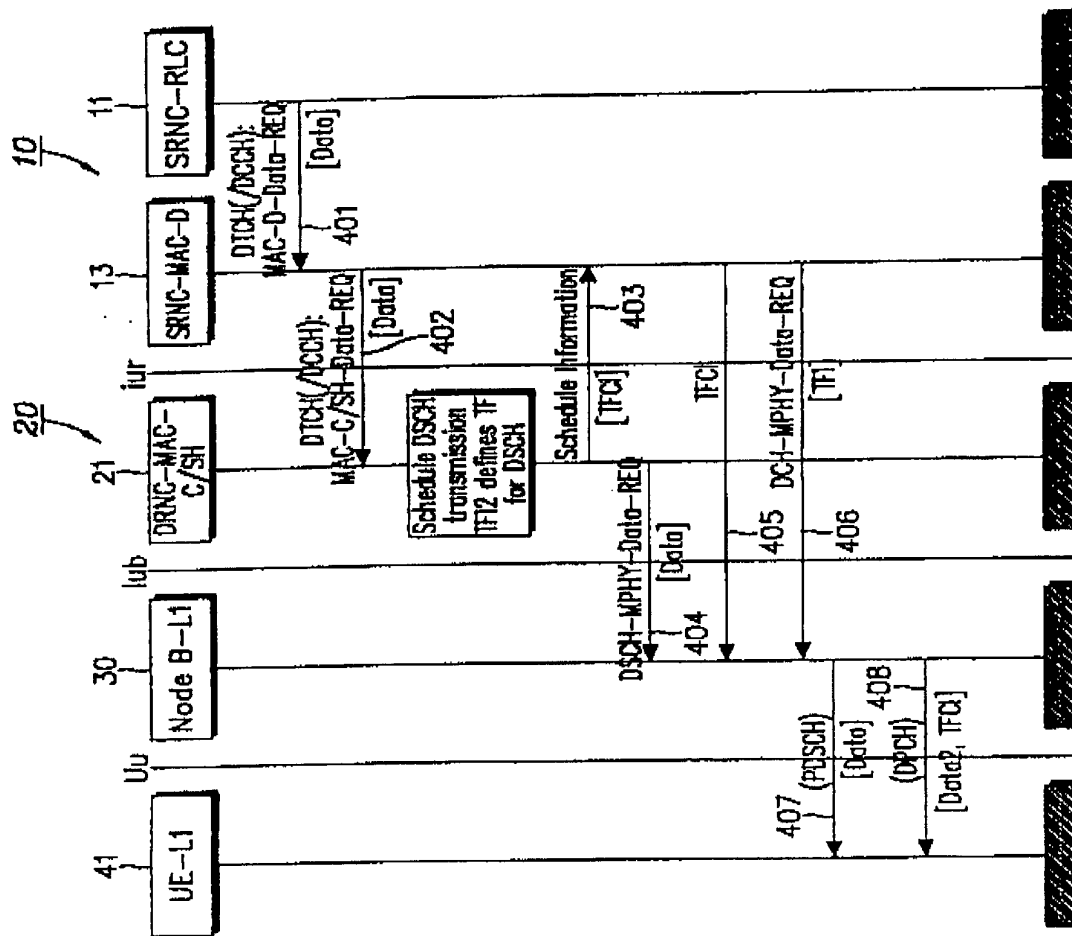 10
20
11
13
21
30
41
SRNC-RLC
SRNC-MAC-D
DRNC-MAC-
C/SH
Node B-L1
UE-L1
Iur
Iub
Uu
DTCH(/DCCH):
MAC-D-Data-REQ
[Data]
401
DTCH(/DCCH):
MAC-C/SH-Data-REQ
[Data]
402
Schedule DSCH
transmission
TFI2 defines TF
for DSCH
Schedule Information
[TFCI]
403
DSCH-MPHY-Data-REQ
[Data]
404
TFCI
405
DCH-MPHY-Data-REQ
[TFI]
406
(PDSCH)
[Data]
407
(DPCH)
[Data2, TFCI]
408